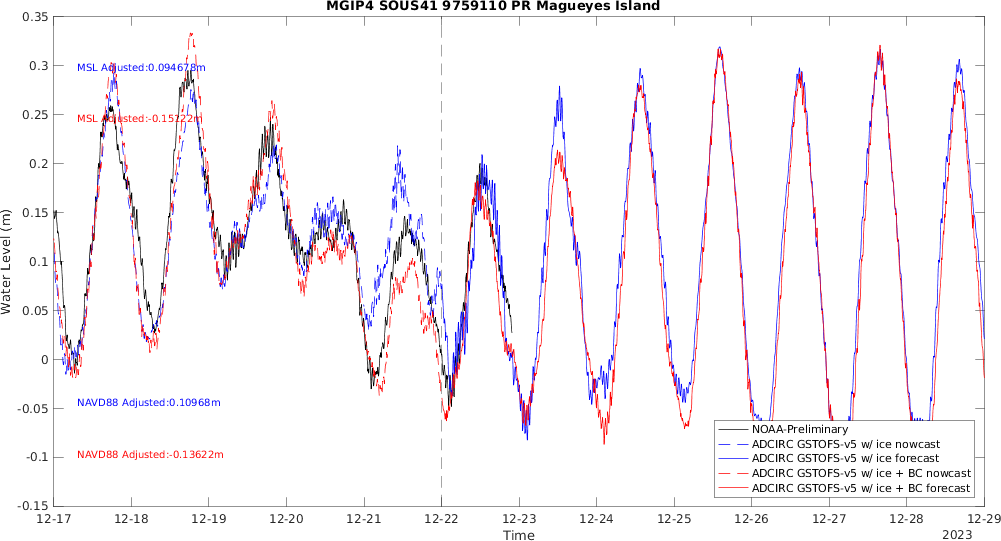 MGIP4 SOUS41 9759110 PR Magueyes Island
0.35
0.3
0.25
0.2
0.15
0.1
0.05
0
-0.05
-0.1
-0.15
Water Level (m)
MSL Adjusted:0.094678m
MSL Adjusted:-0.15122m
NAVD88 Adjusted:0.10968m
NAVD88 Adjusted:-0.13622m
NOAA-Preliminary
ADCIRC GSTOFS-v5 w/ ice nowcast
ADCIRC GSTOFS-v5 w/ ice forecast
ADCIRC GSTOFS-v5 w/ ice + BC nowcast
ADCIRC GSTOFS-v5 w/ ice + BC forecast
12-17 12-18 12-19 12-20 12-21 12-22 12-23 12-24 12-25 12-26 12-27 12-28 12-29
Time
2023